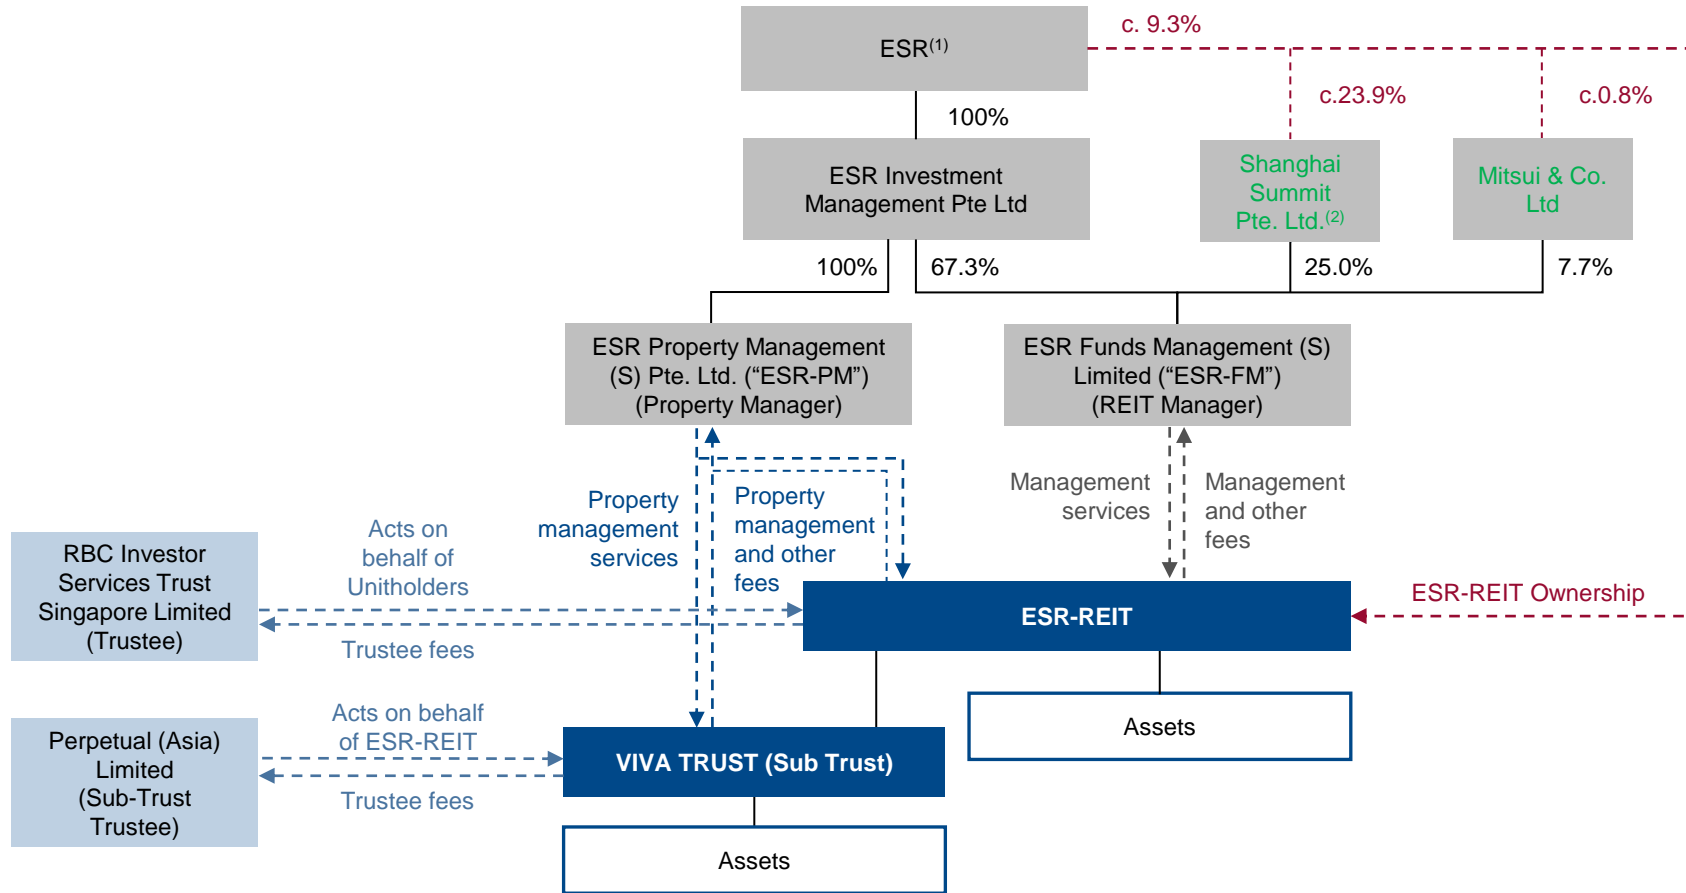 ESR(1)
c. 9.3%
c.23.9%
c.0.8%
100%
ESR Investment
Management Pte Ltd
Shanghai
Summit
Pte. Ltd.(2)
Mitsui & Co.
Ltd
100%
67.3%
25.0%
7.7%
ESR Property Management
(S) Pte. Ltd. (“ESR-PM”)
(Property Manager)
ESR Funds Management (S)
Limited (“ESR-FM”)
(REIT Manager)
Property
management
services
Property
management
and other
fees
Management
services
Management
and other
fees
RBC Investor
Services Trust
Singapore Limited
(Trustee)
Acts on
behalf of
Unitholders
Trustee fees
ESR-REIT
ESR-REIT Ownership
Assets
Perpetual (Asia)
Limited
(Sub-Trust
Trustee)
Acts on behalf
of ESR-REIT
Trustee fees
VIVA TRUST (Sub Trust)
Assets